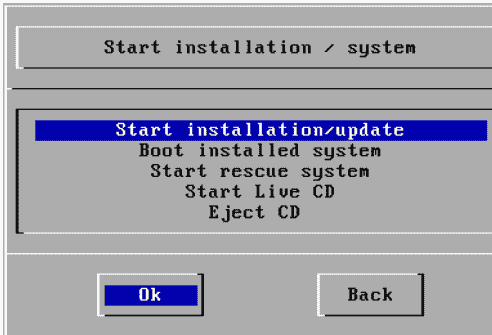 Start installation / system
Start installation/update
Boot installed system
Start rescue system
Start Live CD
Eject CD
Ok
Back